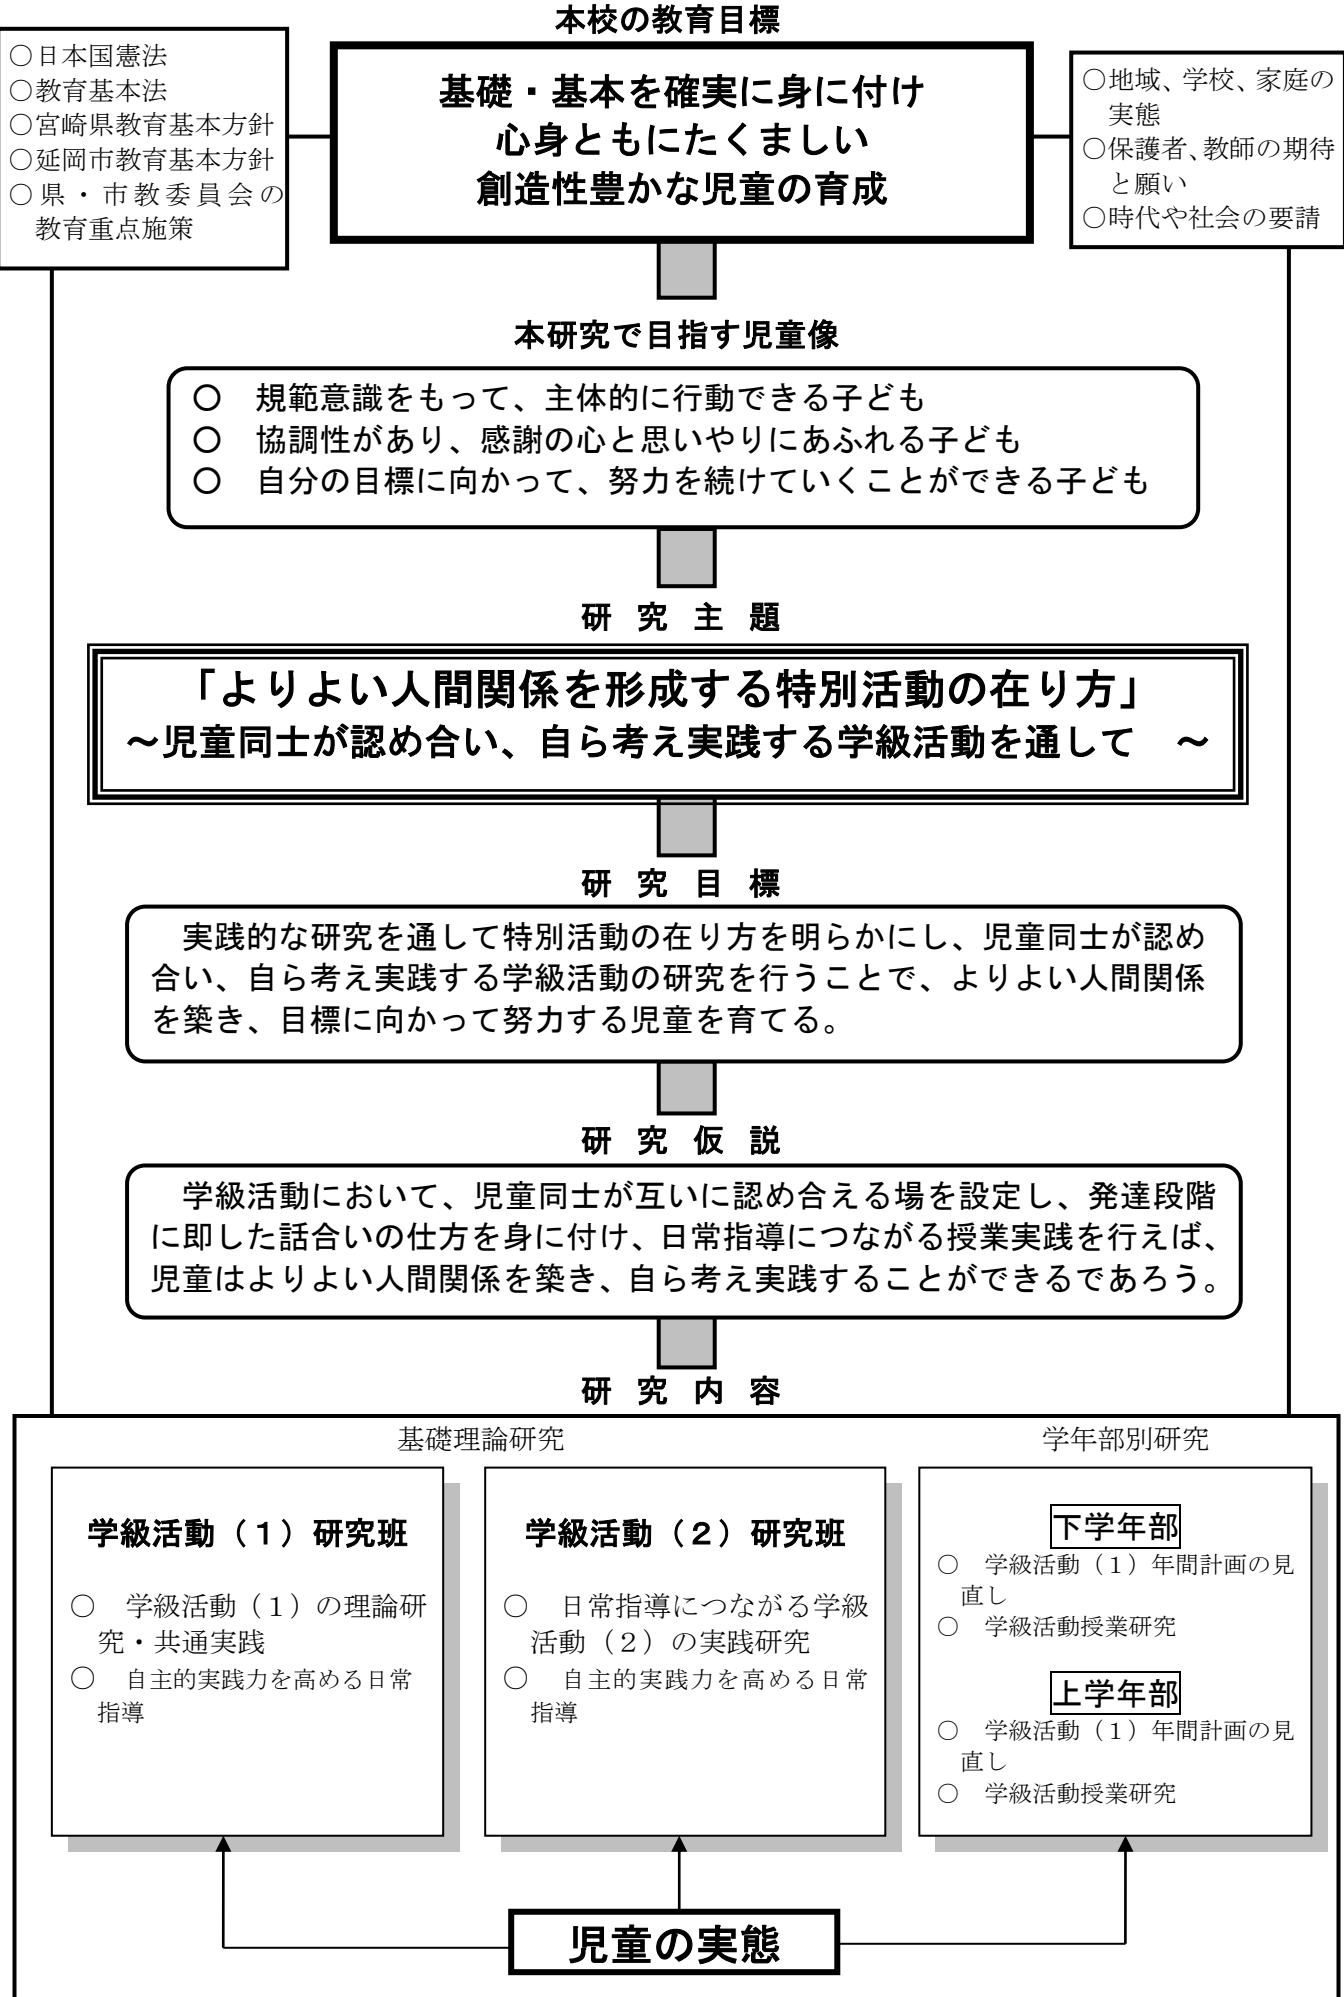 本校の教育目標
○日本国憲法
○教育基本法
○宮崎県教育基本方針
○延岡市教育基本方針
○県・市教委員会の
教育重点施策
基礎・基本を確実に身に付け
心身ともにたくましい
創造性豊かな児童の育成
○地域、学校、家庭の
実態
○保護者、教師の期待
と願い
○時代や社会の要請
本研究で目指す児童像
○　規範意識をもって、主体的に行動できる子ども
○　協調性があり、感謝の心と思いやりにあふれる子ども
○　自分の目標に向かって、努力を続けていくことができる子ども
研　究　主　題
「よりよい人間関係を形成する特別活動の在り方」
～児童同士が認め合い、自ら考え実践する学級活動を通して　～
研　究　目　標
実践的な研究を通して特別活動の在り方を明らかにし、児童同士が認め
合い、自ら考え実践する学級活動の研究を行うことで、よりよい人間関係
を築き、目標に向かって努力する児童を育てる。
研　究　仮　説
学級活動において、児童同士が互いに認め合える場を設定し、発達段階
に即した話合いの仕方を身に付け、日常指導につながる授業実践を行えば、
児童はよりよい人間関係を築き、自ら考え実践することができるであろう。
研　究　内　容
基礎理論研究
学級活動（１）研究班
○　学級活動（１）の理論研
究・共通実践
○　自主的実践力を高める日常
指導
学級活動（２）研究班
○　日常指導につながる学級
活動（２）の実践研究
○　自主的実践力を高める日常
指導
学年部別研究
下学年部
○　学級活動（１）年間計画の見
直し
○　学級活動授業研究
上学年部
○　学級活動（１）年間計画の見
直し
○　学級活動授業研究
児童の実態